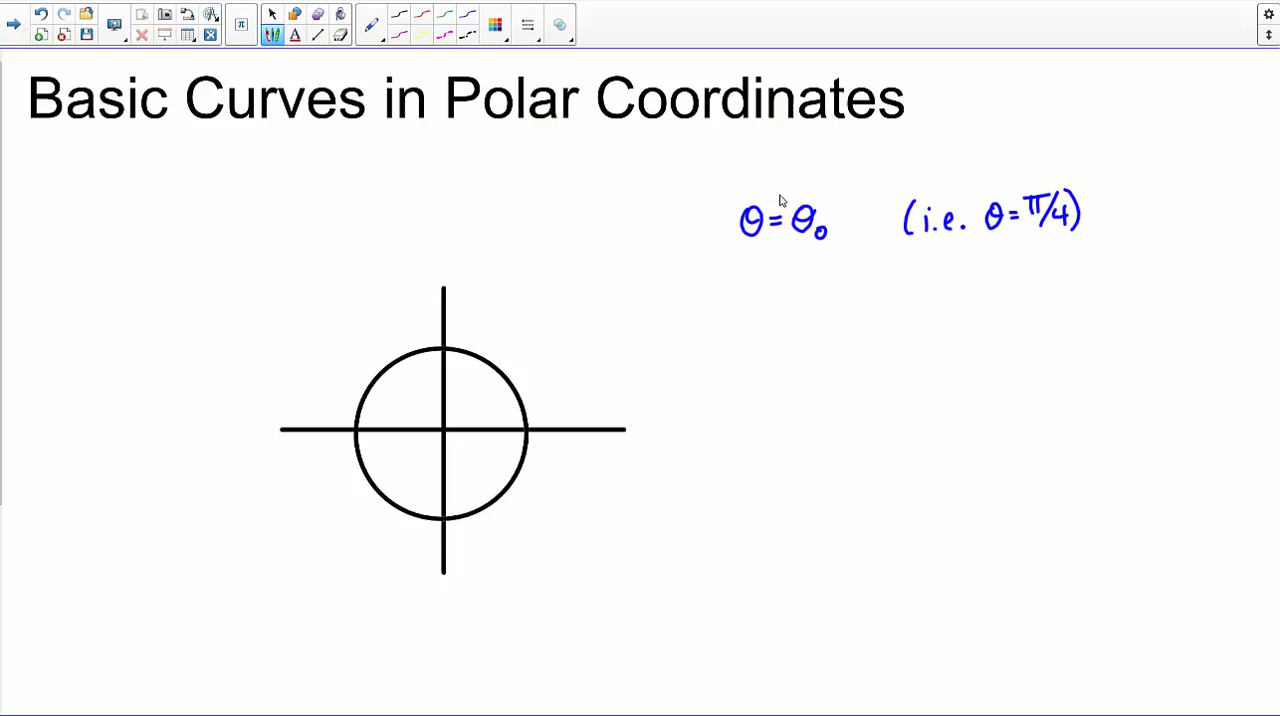 Basic Curves in Polar Coordinates
θ = θ₀ (i.e. θ = π/4)